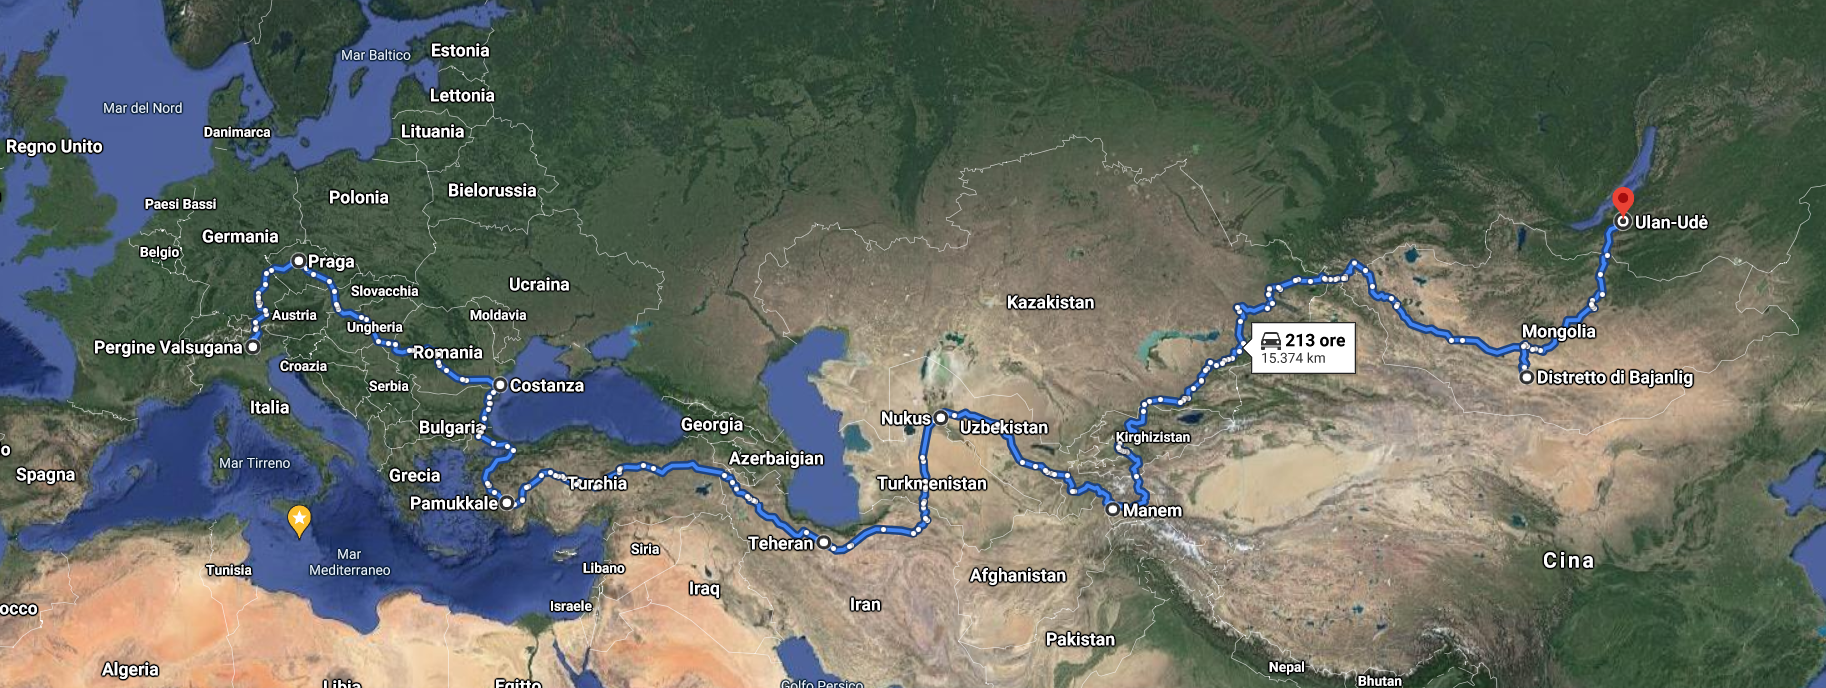 Estonia
Mar Baltico
Lettonia
Mar del Nord
Danimarca
Lituania
Regno Unito
Bielorussia
Polonia
Paesi Bassi
Ulan-Udè
Germania
Belgio
Praga
Ucraina
Slovacchia
Kazakistan
Austria
Moldavia
Ungheria
Mongolia
213 ore
15.374 km
Pergine Valsugana
Romania
Croazia
Distretto di Bajanlig
Serbia
Costanza
Italia
Nukus
Georgia
Bulgaria
Uzbekistan
Kirghizistan
Azerbaigian
Mar Tirreno
Spagna
Grecia
Turchia
Turkmenistan
Pamukkale
Manem
Teheran
Siria
Mar
Mediterraneo
Cina
Tunisia
Libano
Afghanistan
Iraq
Israele
Iran
occo
Pakistan
Algeria
Nepal
Libia
Egitto
Golfo Persico
Bhutan